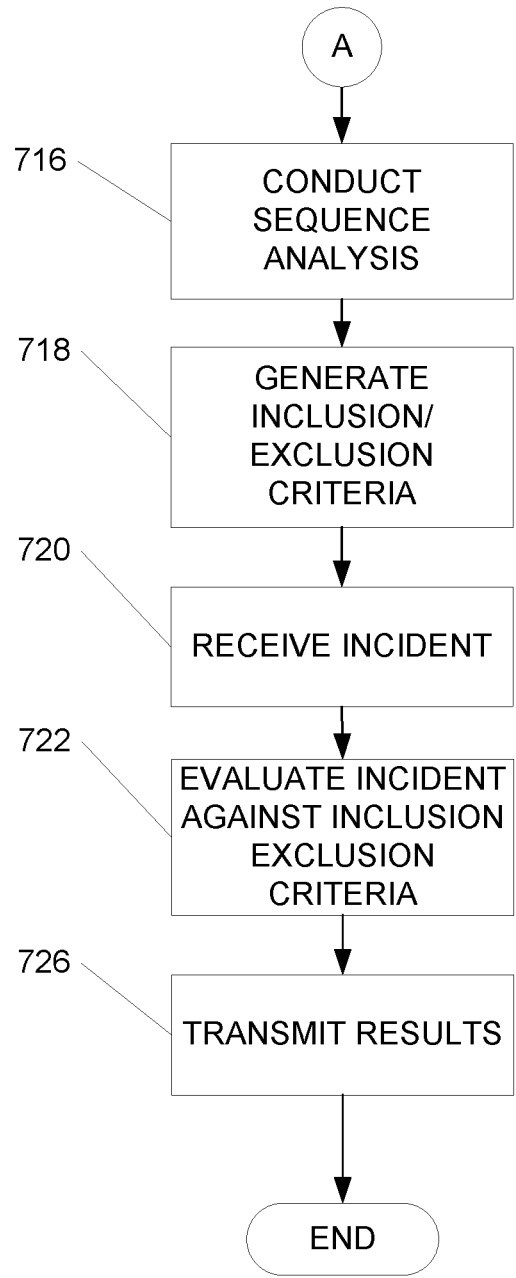 A
716
CONDUCT
SEQUENCE
ANALYSIS
718
GENERATE
INCLUSION/
EXCLUSION
CRITERIA
720
RECEIVE INCIDENT
722
EVALUATE INCIDENT
AGAINST INCLUSION
EXCLUSION
CRITERIA
726
TRANSMIT RESULTS
END